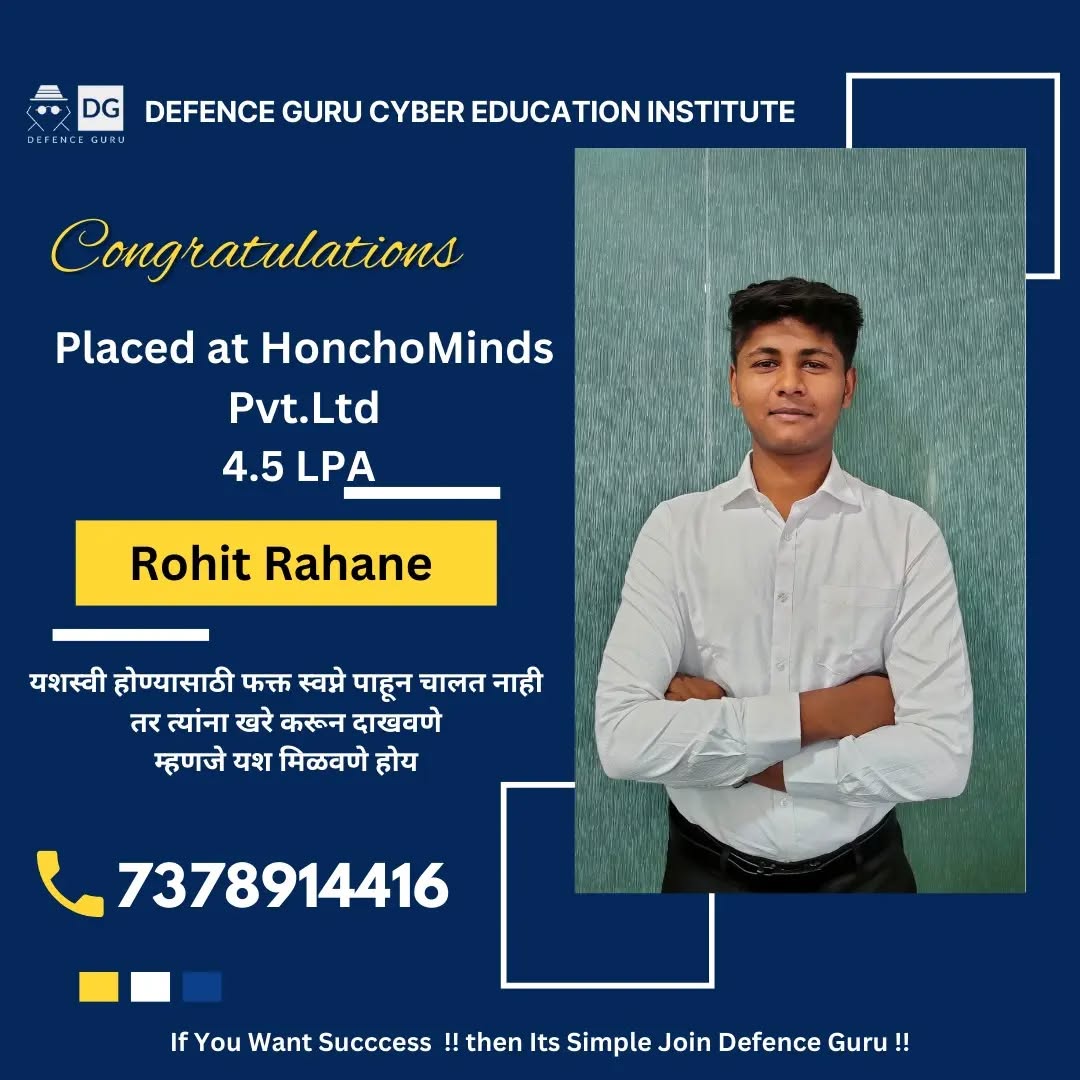 DG
DEFENCE GURU
DEFENCE GURU CYBER EDUCATION INSTITUTE
Congratulations
Placed at HonchoMinds
Pvt.Ltd
4.5 LPA
Rohit Rahane
यशस्वी होण्यासाठी फक्त स्वप्ने पाहून चालत नाही
तर त्यांना खरे करून दाखवणे
म्हणजे यश मिळवणे होय
7378914416
If You Want Succcess !! then Its Simple Join Defence Guru !!